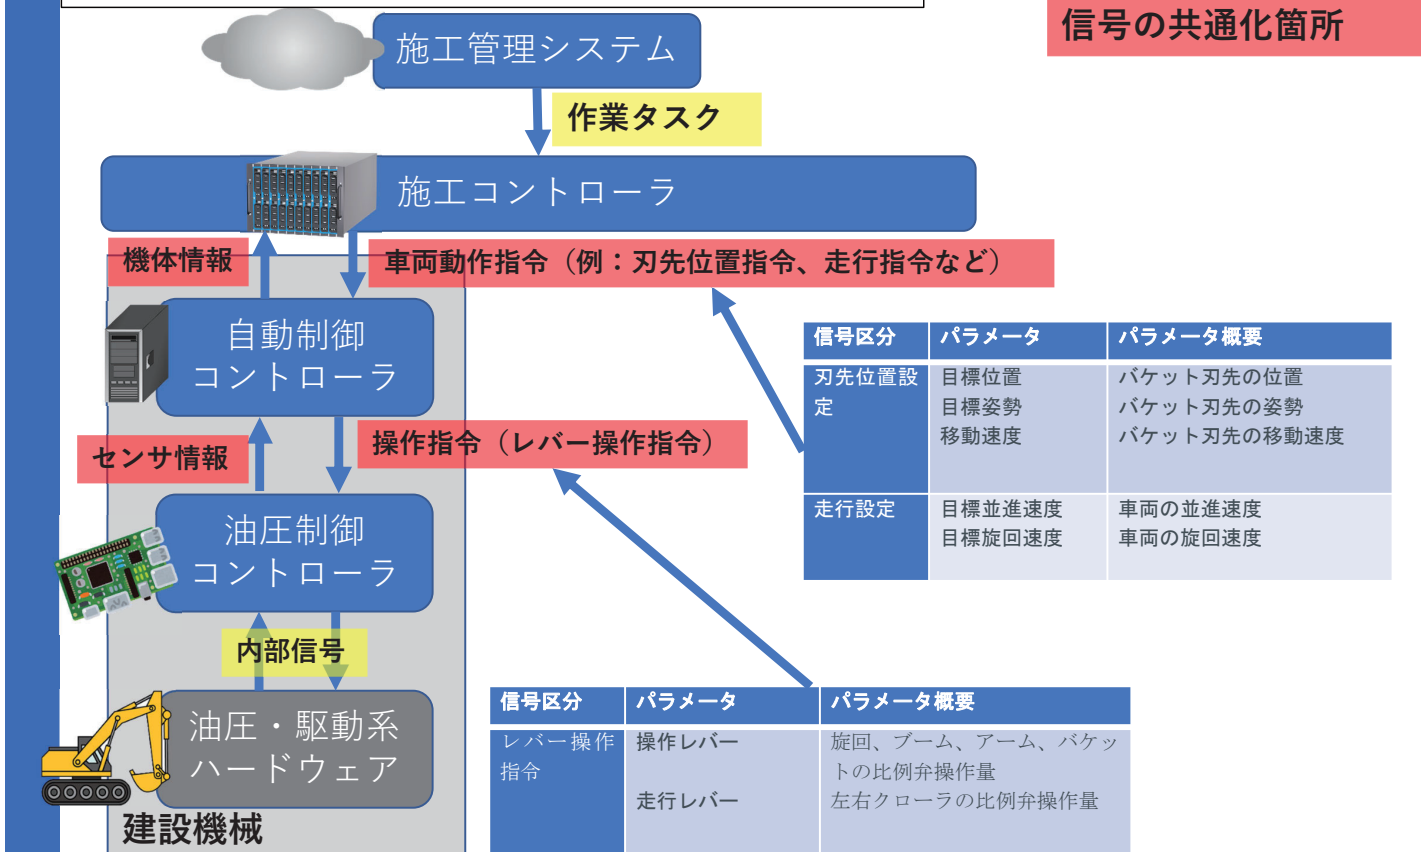 信号の共通化箇所
施工管理システム
作業タスク
施工コントローラ
機体情報
車両動作指令（例：刃先位置指令、走行指令など）
自動制御
コントローラ
センサ情報
操作指令（レバー操作指令）
油圧制御
コントローラ
内部信号
油圧・駆動系
ハードウェア
建設機械
信号区分 パラメータ パラメータ概要
刃先位置設 目標位置 バケット刃先の位置
定 目標姿勢 バケット刃先の姿勢
移動速度 バケット刃先の移動速度
走行設定 目標並進速度 車両の並進速度
目標旋回速度 車両の旋回速度
信号区分 パラメータ パラメータ概要
レバー操作 操作レバー 旋回、ブーム、アーム、バケッ
指令 トの比例弁操作量
走行レバー 左右クローラの比例弁操作量